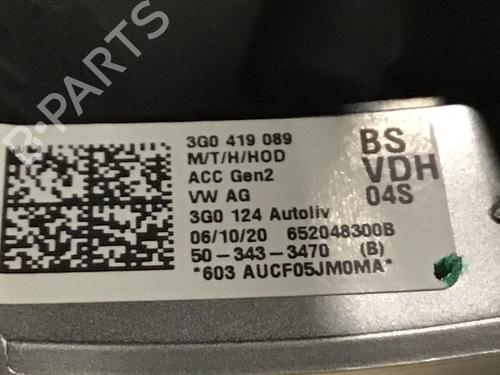 B-PARTS
3G0 419 089
M/T/H/HOD
ACC Gen2
VW AG
3G0 124 Autoliv
06/10/20 652048300B
50-343-3470 (B)
*603 AUCF05JM0MA*
BS
VDH
04S